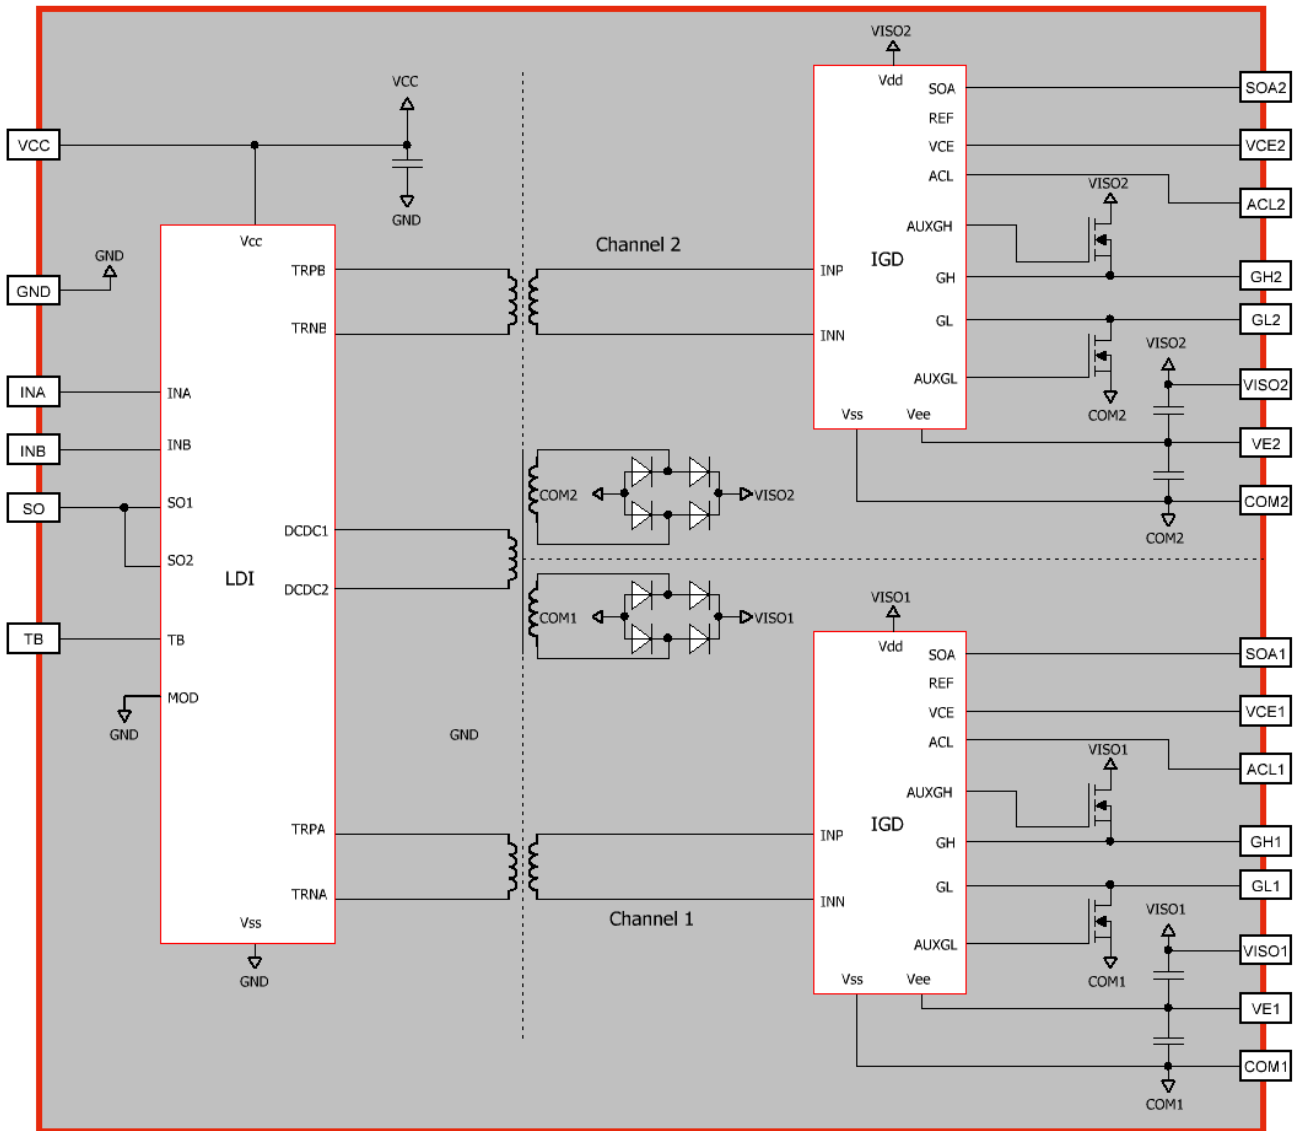 VISO2
Vdd
SOA
SOA2
VCC
REF
VCC
VCE
VCE2
ACL
VISO2
ACL2
GND
Vcc
AUXGH
Channel 2
IGD
GND
TRPB
INP
GH
GH2
GL
GL2
TRNB
INN
VISO2
INA
INA
AUXGL
VISO2
COM2
Vss
Vee
INB
INB
VE2
SO
SO1
COM2
VISO2
COM2
DCDC1
COM2
SO2
LDI
DCDC2
VISO1
COM1
VISO1
TB
TB
Vdd
SOA
SOA1
REF
MOD
VCE
VCE1
GND
GND
ACL
VISO1
ACL1
AUXGH
IGD
TRPA
INP
GH
GH1
GL
GL1
TRNA
INN
VISO1
Vss
Channel 1
AUXGL
VISO1
GND
Vss
Vee
COM1
VE1
COM1
COM1
GND